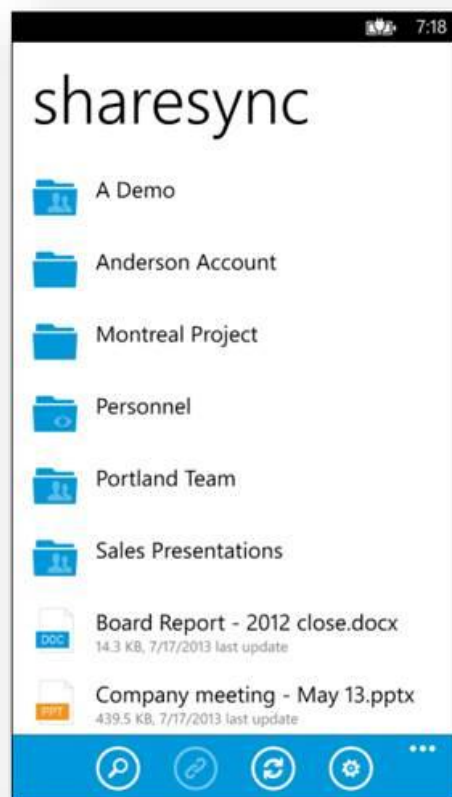 7:18
sharesync
A Demo
Anderson Account
Montreal Project
Personnel
Portland Team
Sales Presentations
Board Report - 2012 close.docx
DOC
14.3 KB, 7/17/2013 last update
Company meeting - May 13.pptx
PPT
439.5 KB, 7/17/2013 last update